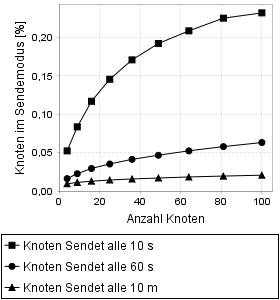 Knoten im Sendemodus [%]
0,20
0,15
0,10
0,05
0,00
0 20 40 60 80 100
Anzahl Knoten
Knoten Sendet alle 10 s
Knoten Sendet alle 60 s
Knoten Sendet alle 10 m